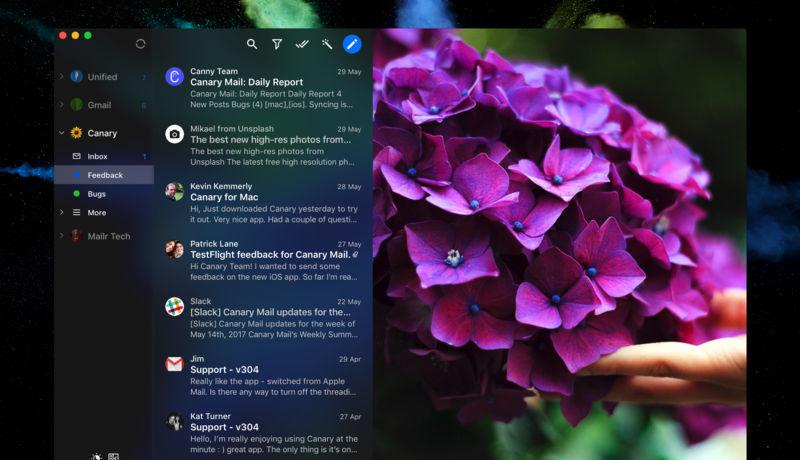 Unified 7
Gmail 6
Canary
Inbox 1
Feedback
Bugs
More
Mailr Tech
Canny Team 29 May
Canary Mail: Daily Report
Canary Mail: Daily Report Daily Report 4
New Posts Bugs (4) [mac],[ios]. Syncing is...
Mikael from Unsplash 29 May
The best new high-res photos from...
The best new high-res photos from
Unsplash The latest free high resolution ph...
Kevin Kemmerly 28 May
Canary for Mac
Hi, Just downloaded Canary yesterday to try
it out. Very nice app. Had a couple of questi...
Patrick Lane 27 May
TestFlight feedback for Canary Mail.
Hi Canary Team! I wanted to send some
feedback on the new iOS app. So far I'm rea...
Slack 22 May
[Slack] Canary Mail updates for the...
[Slack] Canary Mail updates for the week of
May 14th, 2017 Canary Mail's Weekly Summ...
Jim 29 Apr
Support - v304
Really like the app - switched from Apple
Mail. Is there any way to turn off the threadi...
Kat Turner 27 Apr
Support - v304
Hello, I'm really enjoying using Canary at the
minute : ) great app. The only thing is it's on...